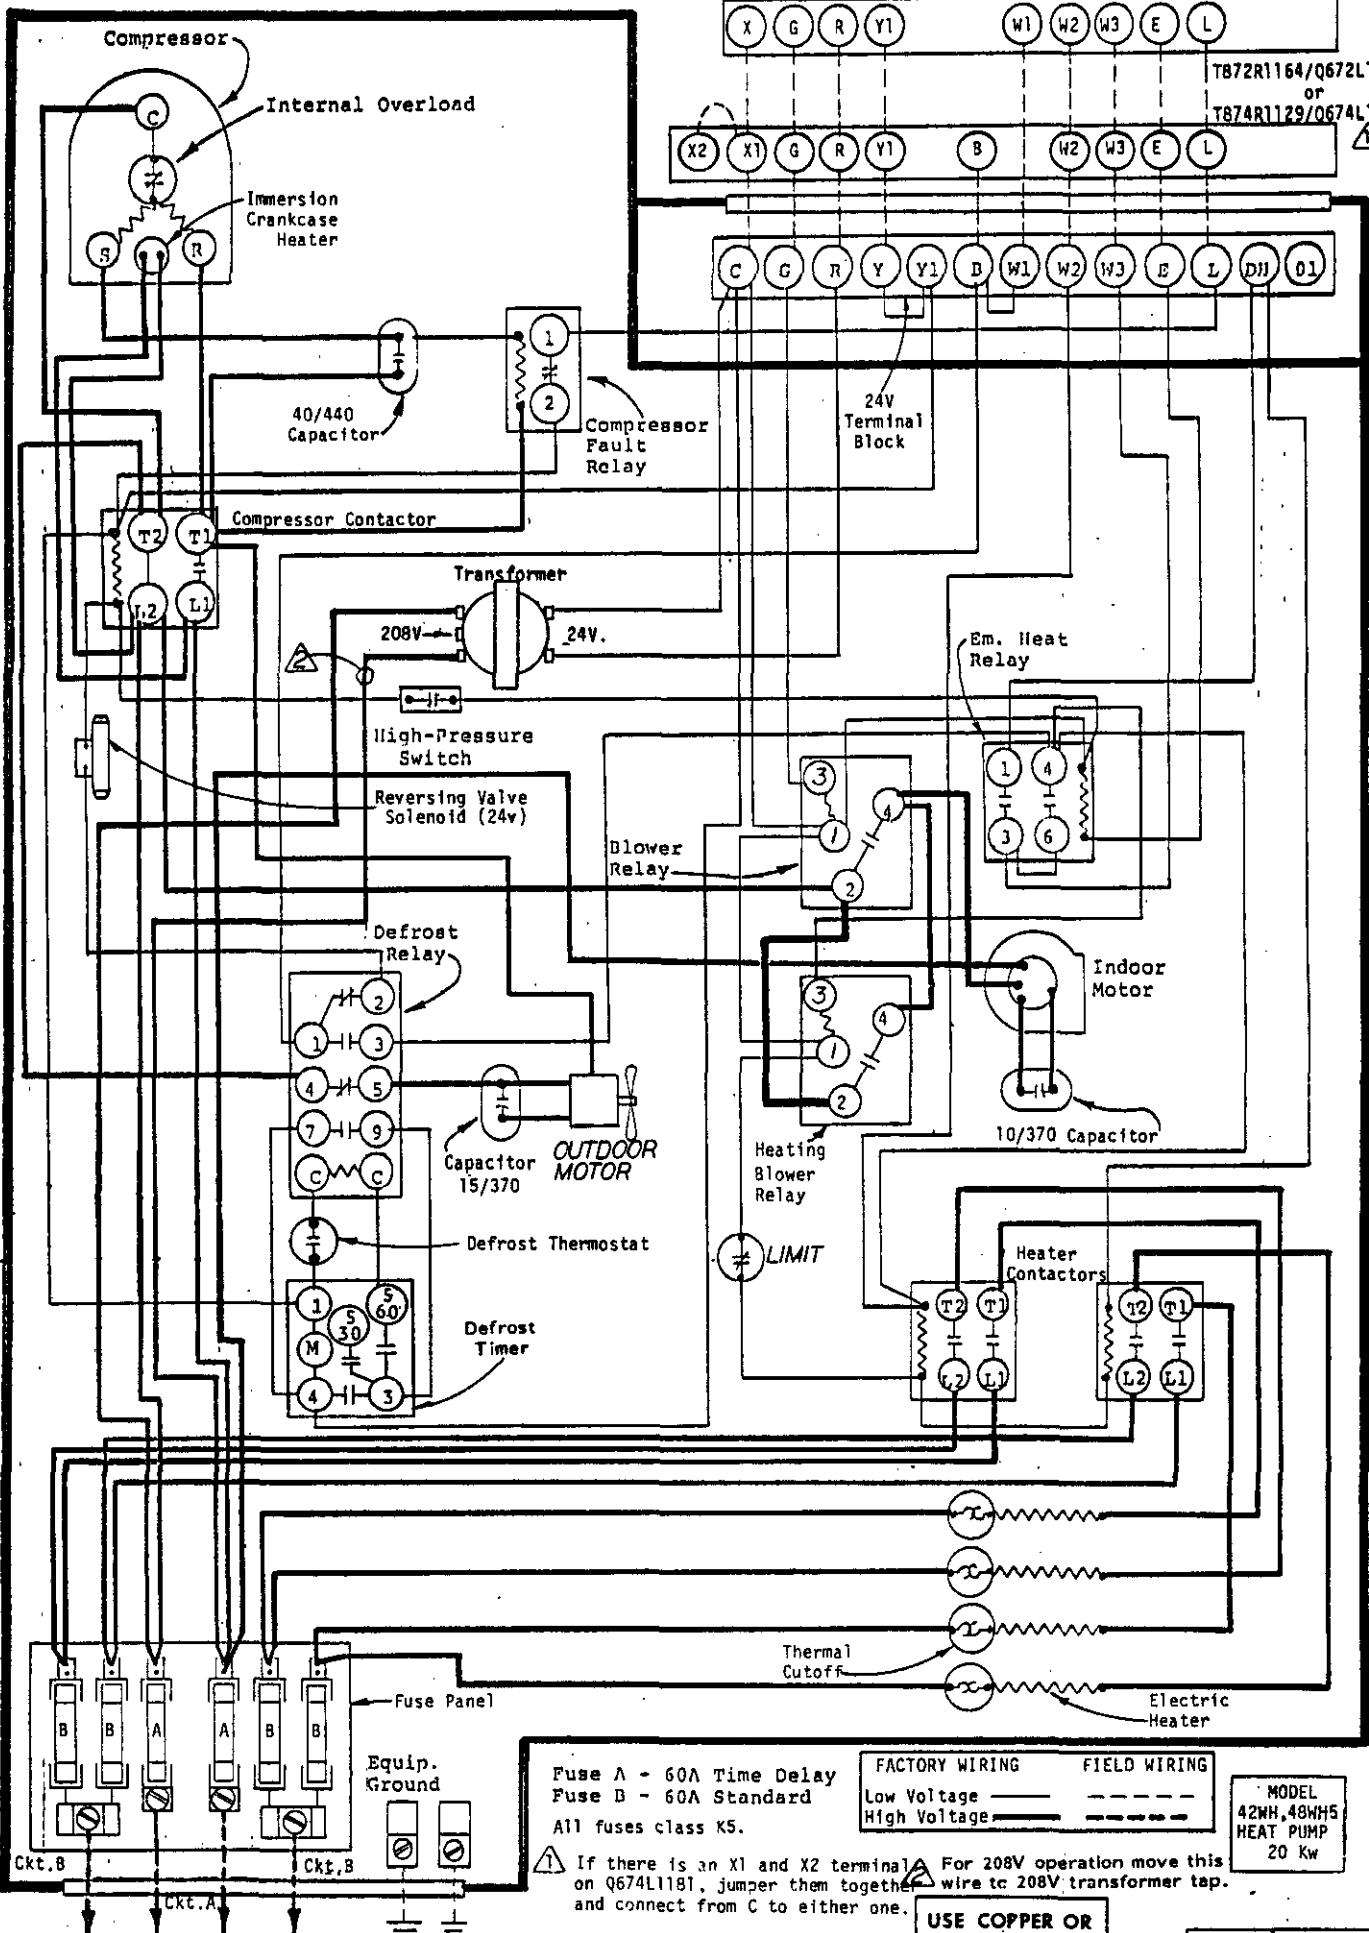 X G R Y1 W1 W2 W3 E L
T872R1164/Q672L
or
T874R1129/Q674L
X2 X1 G R Y1 B W2 W3 E L
C G R Y Y1 B W1 W2 W3 E L DH O1
Compressor
C
Internal Overload
Immersion
Crankcase
Heater
S R
40/440
Capacitor
1
2
Compressor
Fault
Relay
24V
Terminal
Block
Compressor Contactor
T2 T1
L2 L1
Transformer
208V 24V.
2
High-Pressure
Switch
Reversing Valve
Solenoid (24v)
Em. Heat
Relay
1 4
3 6
Blower
Relay
3
4
1
2
Defrost
Relay
2
1 3
4 5
7 9
C C
Capacitor
15/370
OUTDOOR
MOTOR
Indoor
Motor
10/370 Capacitor
3
4
1
2
Heating
Blower
Relay
Defrost Thermostat
LIMIT
Heater
Contactors
T2 T1
L2 L1
T2 T1
L2 L1
1
S
60
S
30
M
4 3
Defrost
Timer
Thermal
Cutoff
Electric
Heater
Fuse Panel
B B A A B B
Equip.
Ground
Ckt.B
Ckt.A
Ckt.B
Fuse A - 60A Time Delay
Fuse B - 60A Standard
All fuses class K5.
FACTORY WIRING FIELD WIRING
Low Voltage
High Voltage
MODEL
42WH,48WH5
HEAT PUMP
20 Kw
1 If there is an X1 and X2 terminal
on Q674L1181, jumper them together
and connect from C to either one.
2 For 208V operation move this
wire to 208V transformer tap.
USE COPPER OR